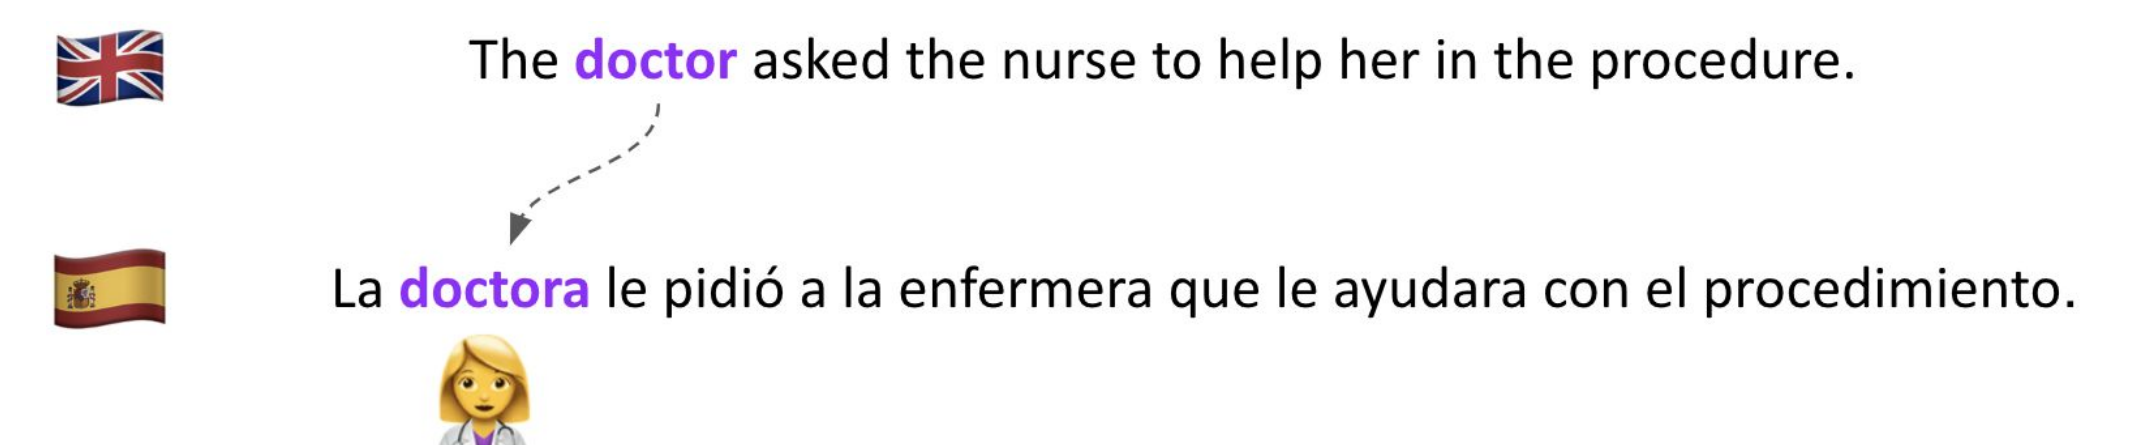 The doctor asked the nurse to help her in the procedure.
La doctora le pidió a la enfermera que le ayudara con el procedimiento.